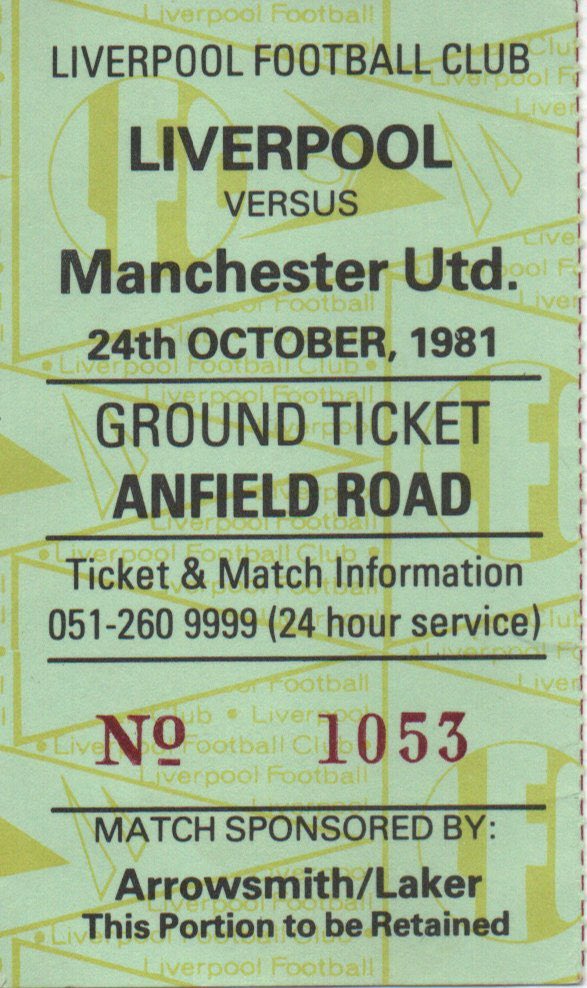 LIVERPOOL FOOTBALL CLUB
LIVERPOOL
VERSUS
Manchester Utd.
24th OCTOBER, 1981
GROUND TICKET
ANFIELD ROAD
Ticket & Match Information
051-260 9999 (24 hour service)
Nº 1053
MATCH SPONSORED BY:
Arrowsmith/Laker
This Portion to be Retained